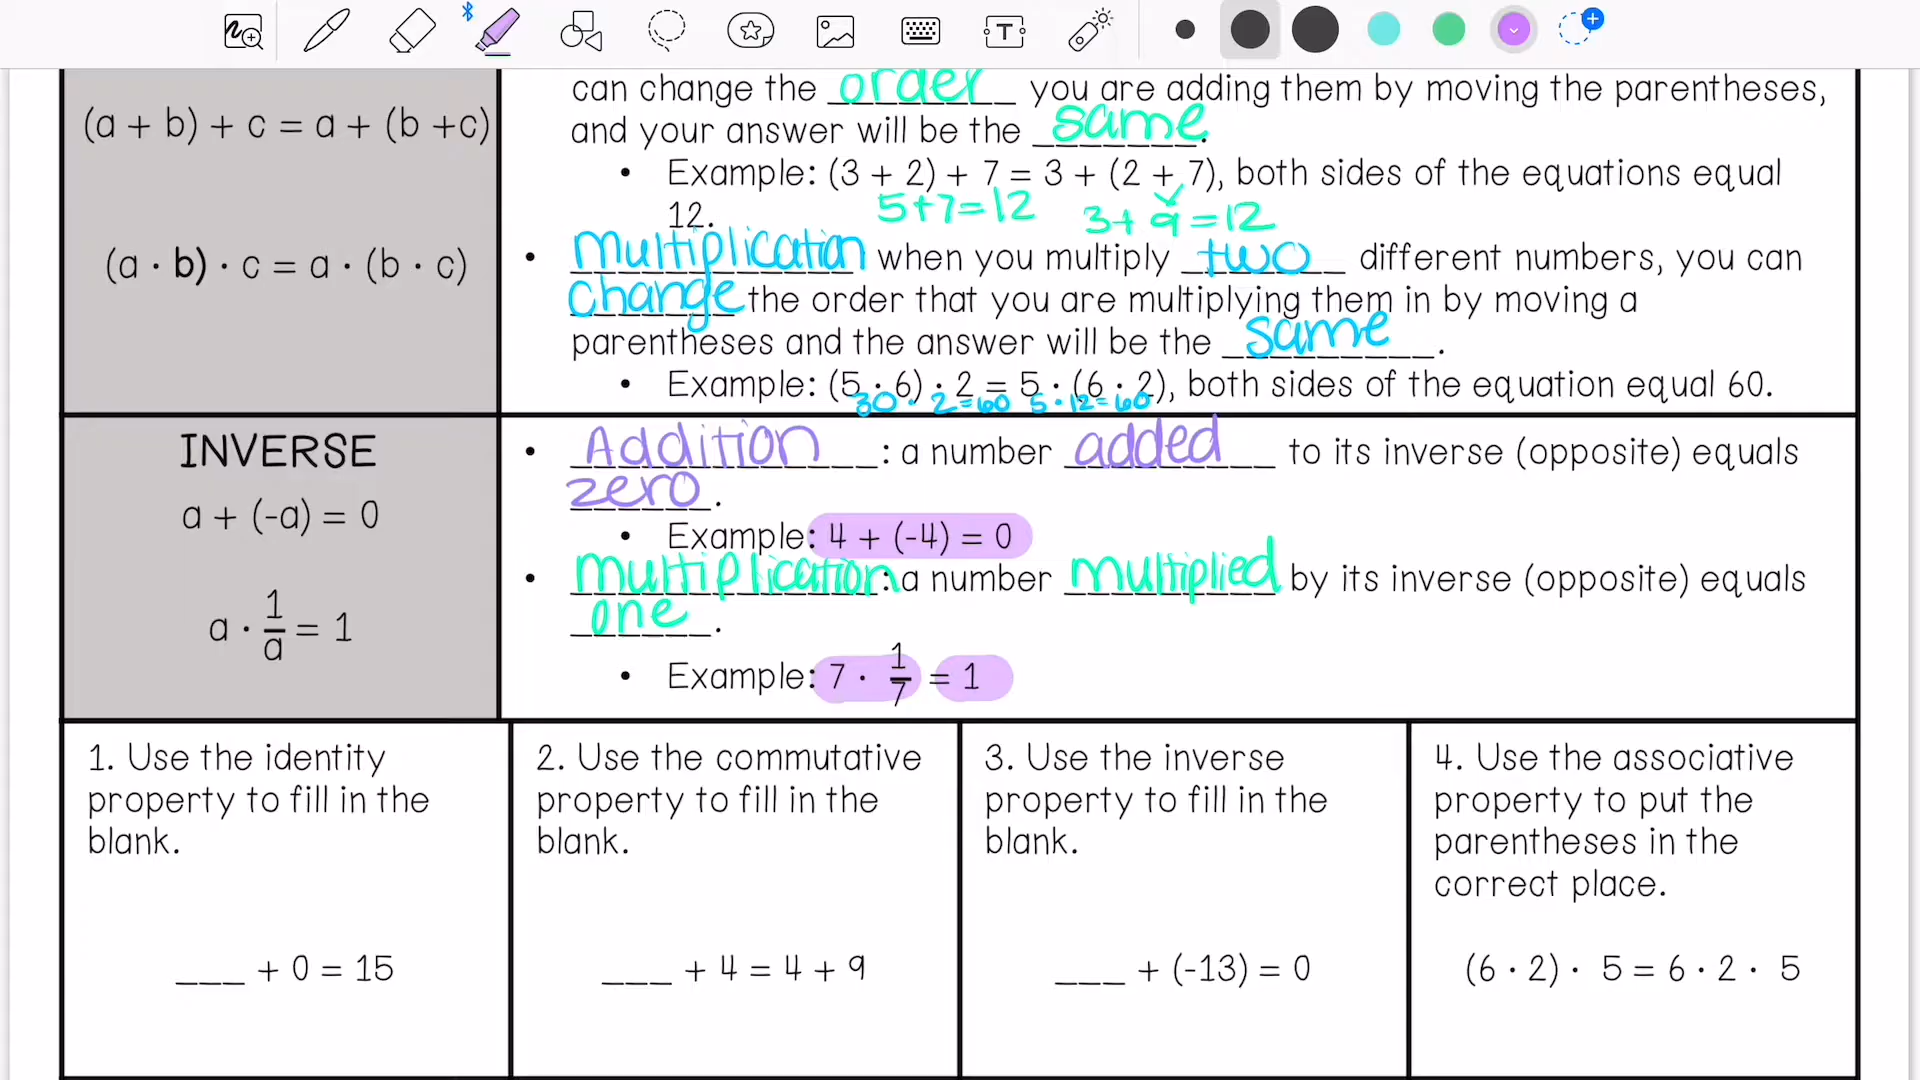 can change the order you are adding them by moving the parentheses,
(a + b) + c = a + (b +c)
and your answer will be the same.
• Example: (3 + 2) + 7 = 3 + (2 + 7), both sides of the equations equal
12.
5+7=12 3+ 9=12
(a · b) · c = a · (b · c)
• multiplication when you multiply two different numbers, you can
change the order that you are multiplying them in by moving a
parentheses and the answer will be the same.
• Example: (5 · 6) · 2 = 5 · (6 · 2), both sides of the equation equal 60.
30 · 2=60 5 · 12=60
INVERSE
a + (-a) = 0
a · 1/a = 1
• Addition: a number added to its inverse (opposite) equals
zero.
• Example: 4 + (-4) = 0
• multiplication: a number multiplied by its inverse (opposite) equals
one.
• Example: 7 · 1/7 = 1
1. Use the identity
property to fill in the
blank.
___ + 0 = 15
2. Use the commutative
property to fill in the
blank.
___ + 4 = 4 + 9
3. Use the inverse
property to fill in the
blank.
___ + (-13) = 0
4. Use the associative
property to put the
parentheses in the
correct place.
(6 · 2) · 5 = 6 · 2 · 5